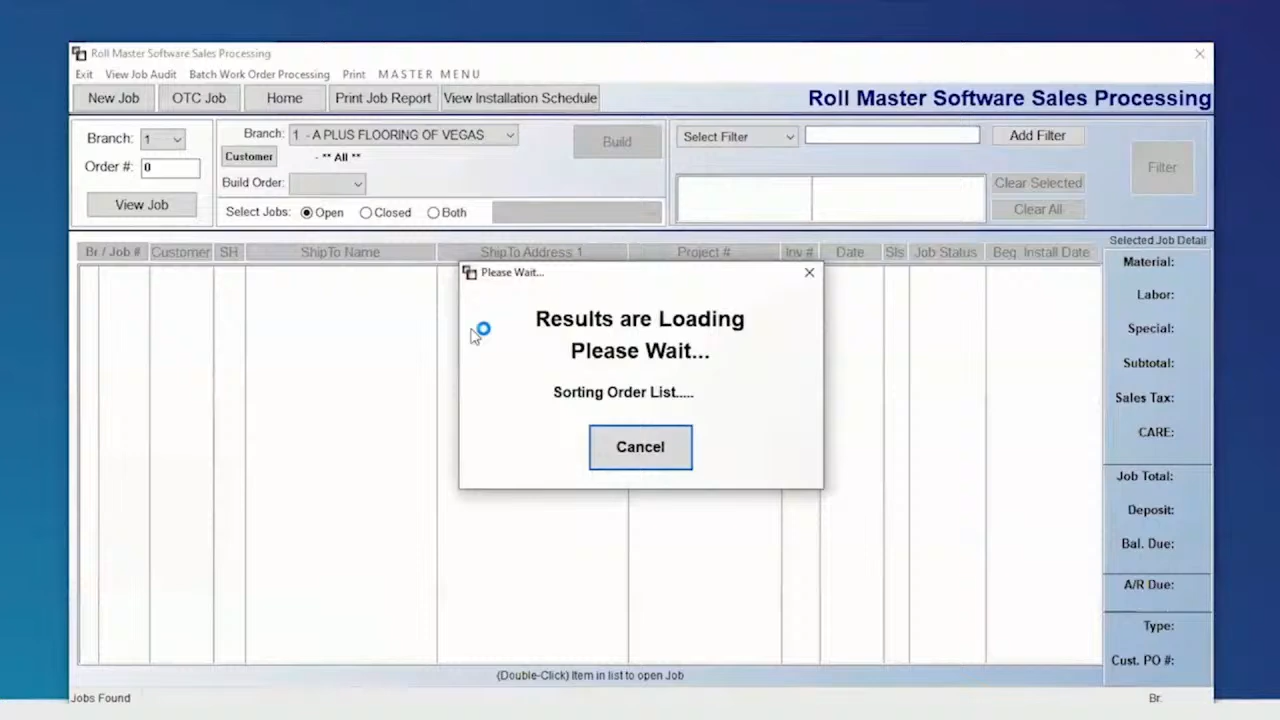 Roll Master Software Sales Processing
Exit View Job Audit Batch Work Order Processing Print MASTER MENU
New Job OTC Job Home Print Job Report View Installation Schedule Roll Master Software Sales Processing
Branch: 1
Order #: 0
View Job
Branch: 1 - A PLUS FLOORING OF VEGAS Build
Customer - ** All **
Build Order:
Select Jobs: Open Closed Both
Select Filter Add Filter
Clear Selected
Clear All
Filter
Br / Job # Customer SH ShipTo Name ShipTo Address 1 Project # Inv # Date Sls Job Status Beg. Install Date
Please Wait...
Results are Loading
Please Wait...
Sorting Order List.....
Cancel
Selected Job Detail
Material:
Labor:
Special:
Subtotal:
Sales Tax:
CARE:
Job Total:
Deposit:
Bal. Due:
A/R Due:
Type:
Cust. PO #:
(Double-Click) Item in list to open Job
Jobs Found Br: